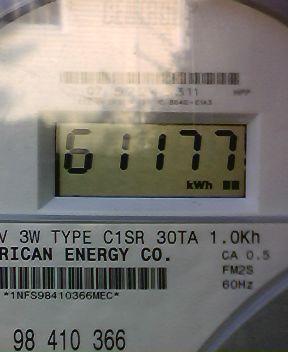 61177
kWh
V 3W TYPE C1SR 30TA 1.0Kh
RICAN ENERGY CO. CA 0.5
FM2S
*1NFS98410366MEC* 60Hz
98 410 366